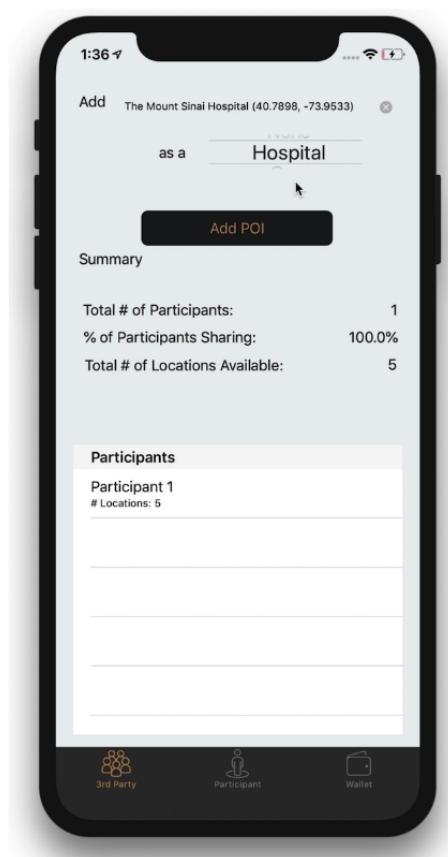 1:36
Add The Mount Sinai Hospital (40.7898, -73.9533)
None
as a Hospital
Add POI
Summary
Total # of Participants: 1
% of Participants Sharing: 100.0%
Total # of Locations Available: 5
Participants
Participant 1
# Locations: 5
3rd Party Participant Wallet